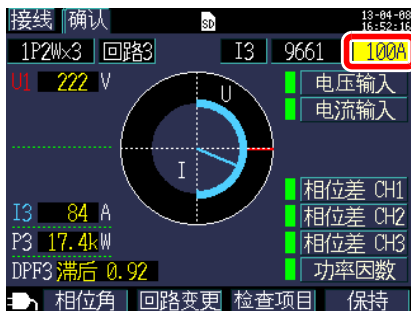 接线 确认 SD 13-04-08
16:52:16
1P2W×3 回路3 I3 9661 100A
U1 222 V U 电压输入
电流输入
I
相位差 CH1
I3 84 A 相位差 CH2
P3 17.4kW 相位差 CH3
DPF3 滞后 0.92 功率因数
相位角 回路变更 检查项目 保持